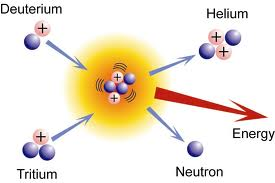 Deuterium
Helium
+
+
+
+
+
+
Energy
Tritium
Neutron